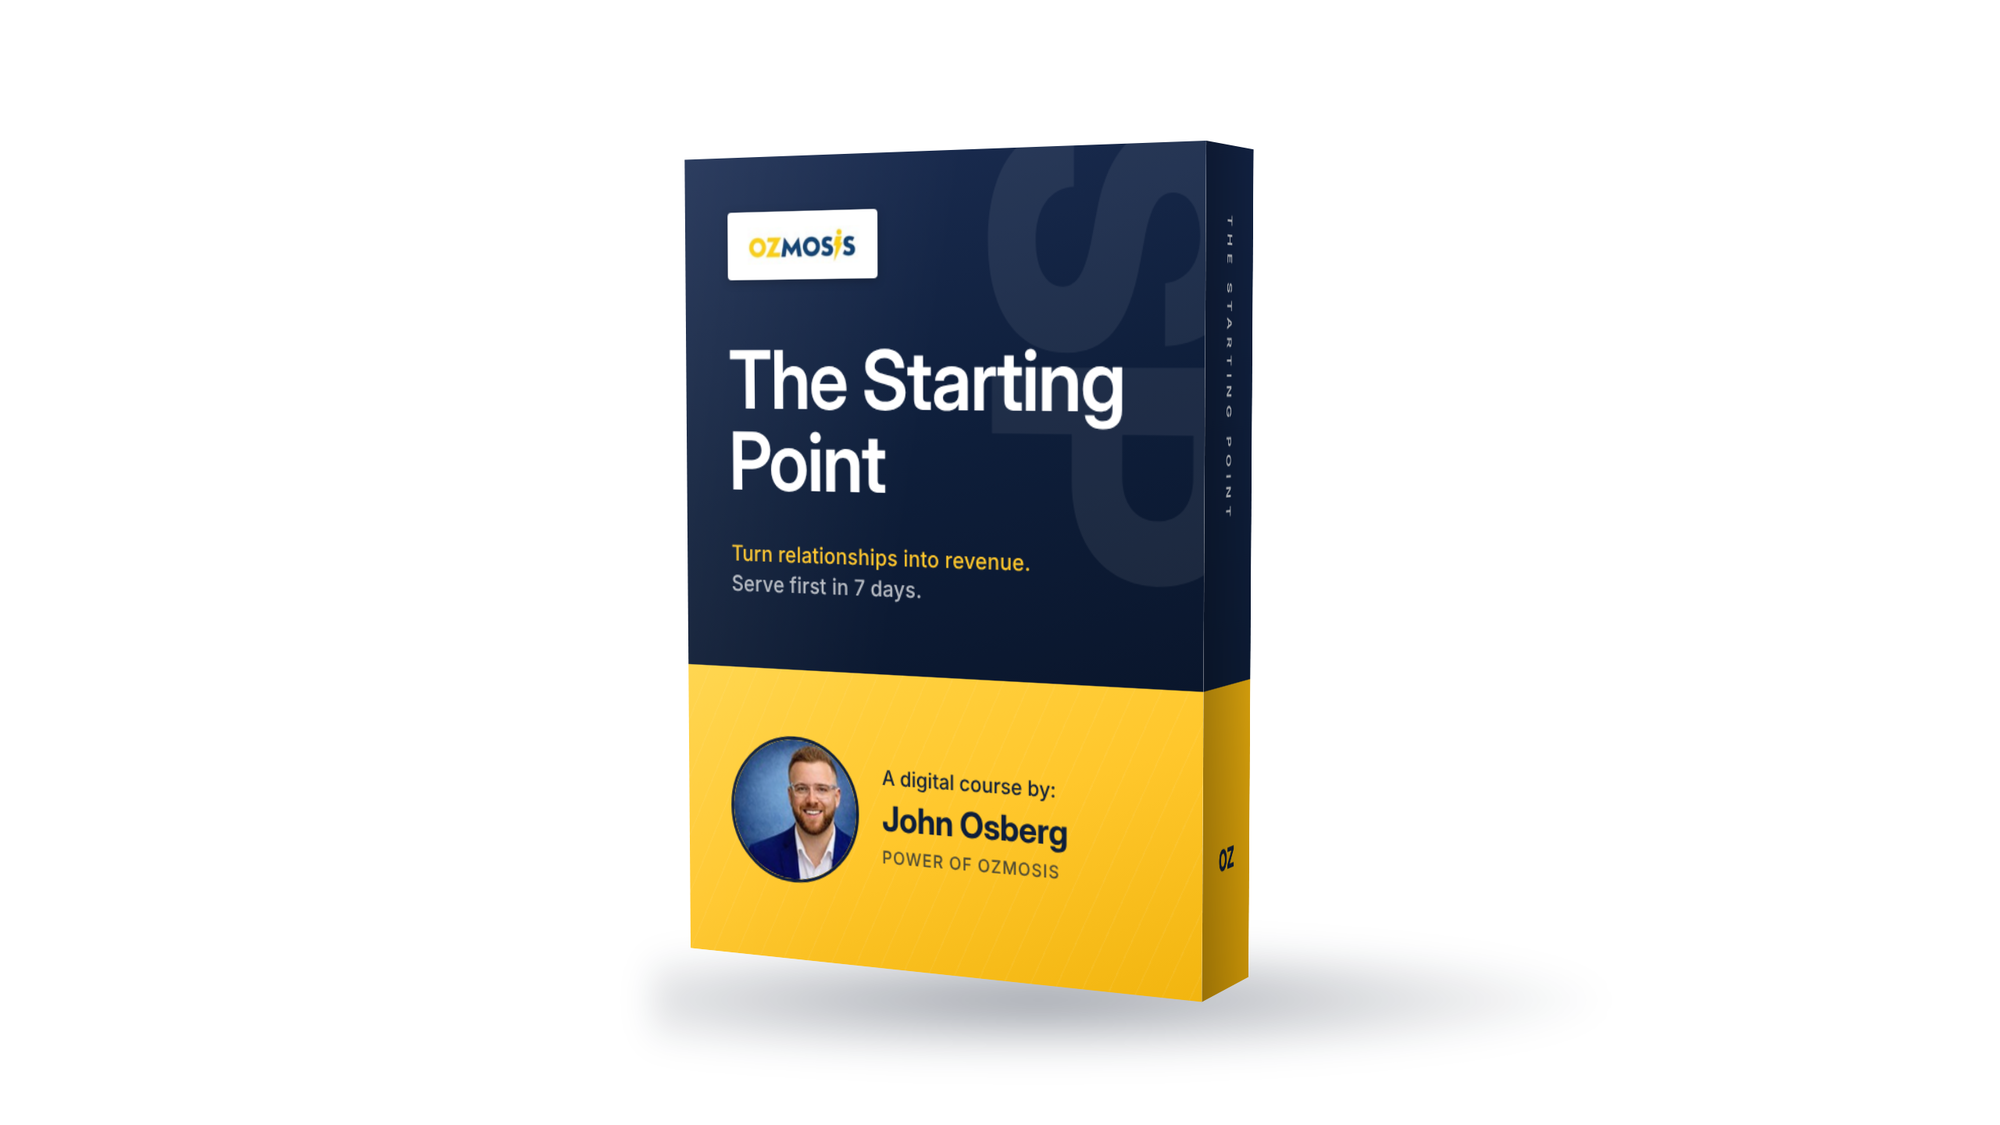 OZMOSIS
The Starting
Point
Turn relationships into revenue.
Serve first in 7 days.
A digital course by:
John Osberg
POWER OF OZMOSIS
THE STARTING POINT
OZ
SP